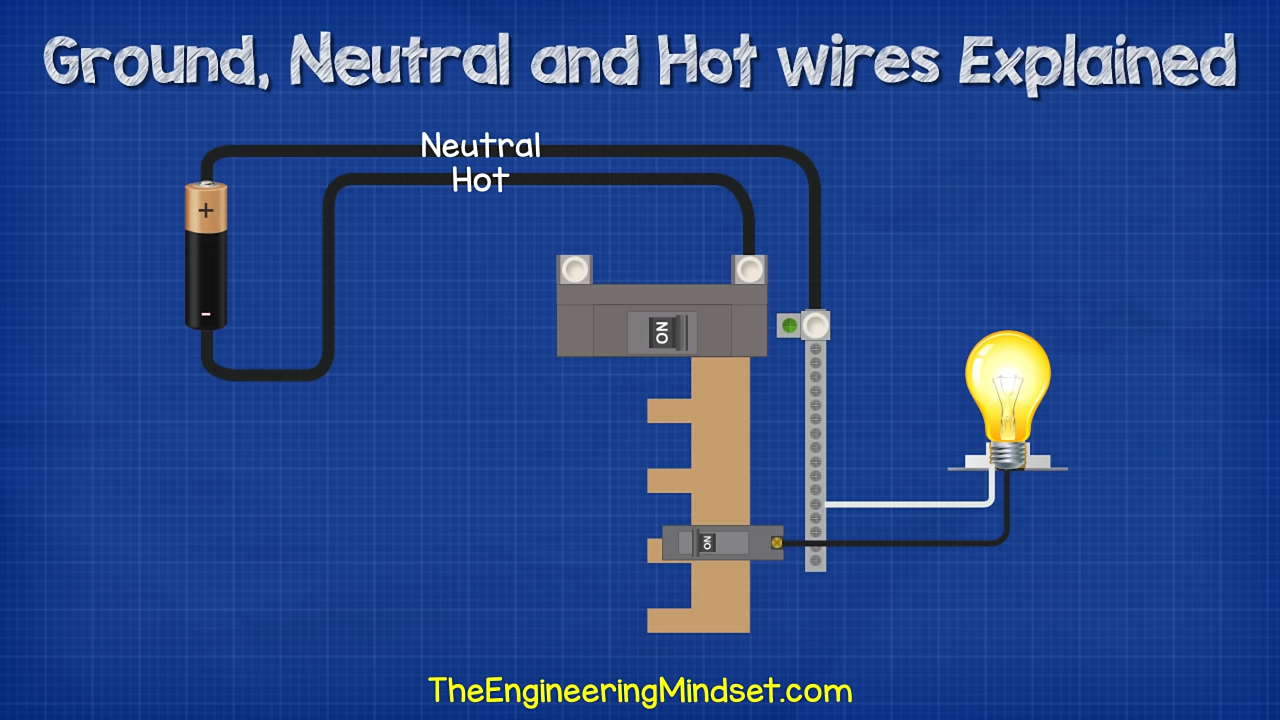 Ground, Neutral and Hot wires Explained
Neutral
Hot
+
-
ON
ON
TheEngineeringMindset.com